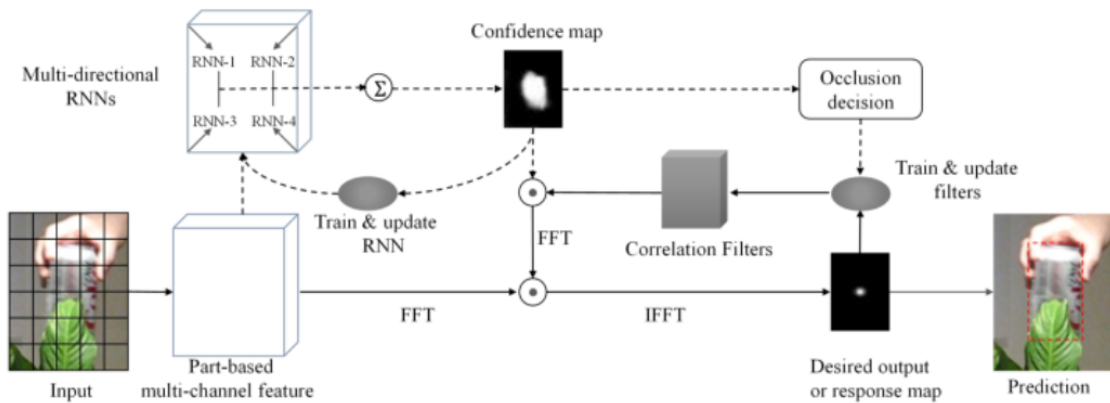 Confidence map
Multi-directional
RNNs
RNN-1
RNN-2
RNN-3
RNN-4
Σ
Occlusion
decision
Train & update
RNN
Train & update
filters
FFT
Correlation Filters
FFT
IFFT
Input
Part-based
multi-channel feature
Desired output
or response map
Prediction